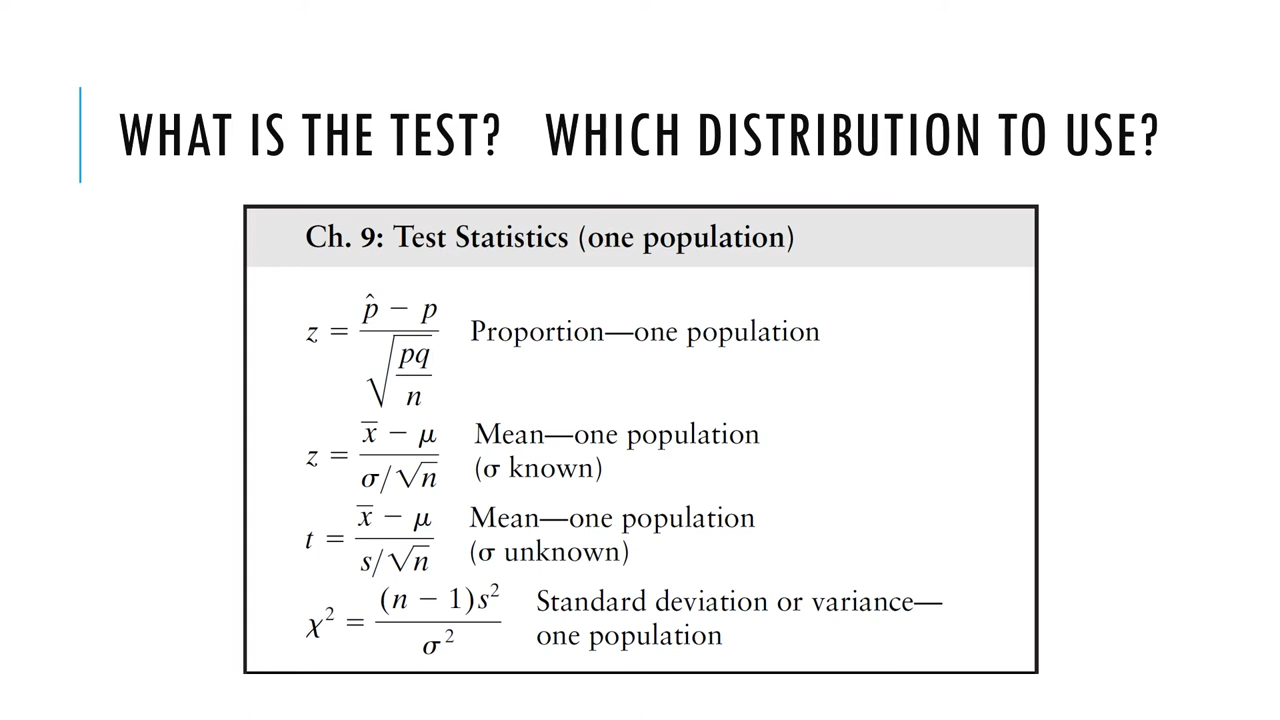 WHAT IS THE TEST? WHICH DISTRIBUTION TO USE?
Ch. 9: Test Statistics (one population)
z = (p̂ − p) / √(pq/n) Proportion—one population
z = (x̄ − μ) / (σ/√n) Mean—one population
(σ known)
t = (x̄ − μ) / (s/√n) Mean—one population
(σ unknown)
χ² = (n − 1)s² / σ² Standard deviation or variance—
one population